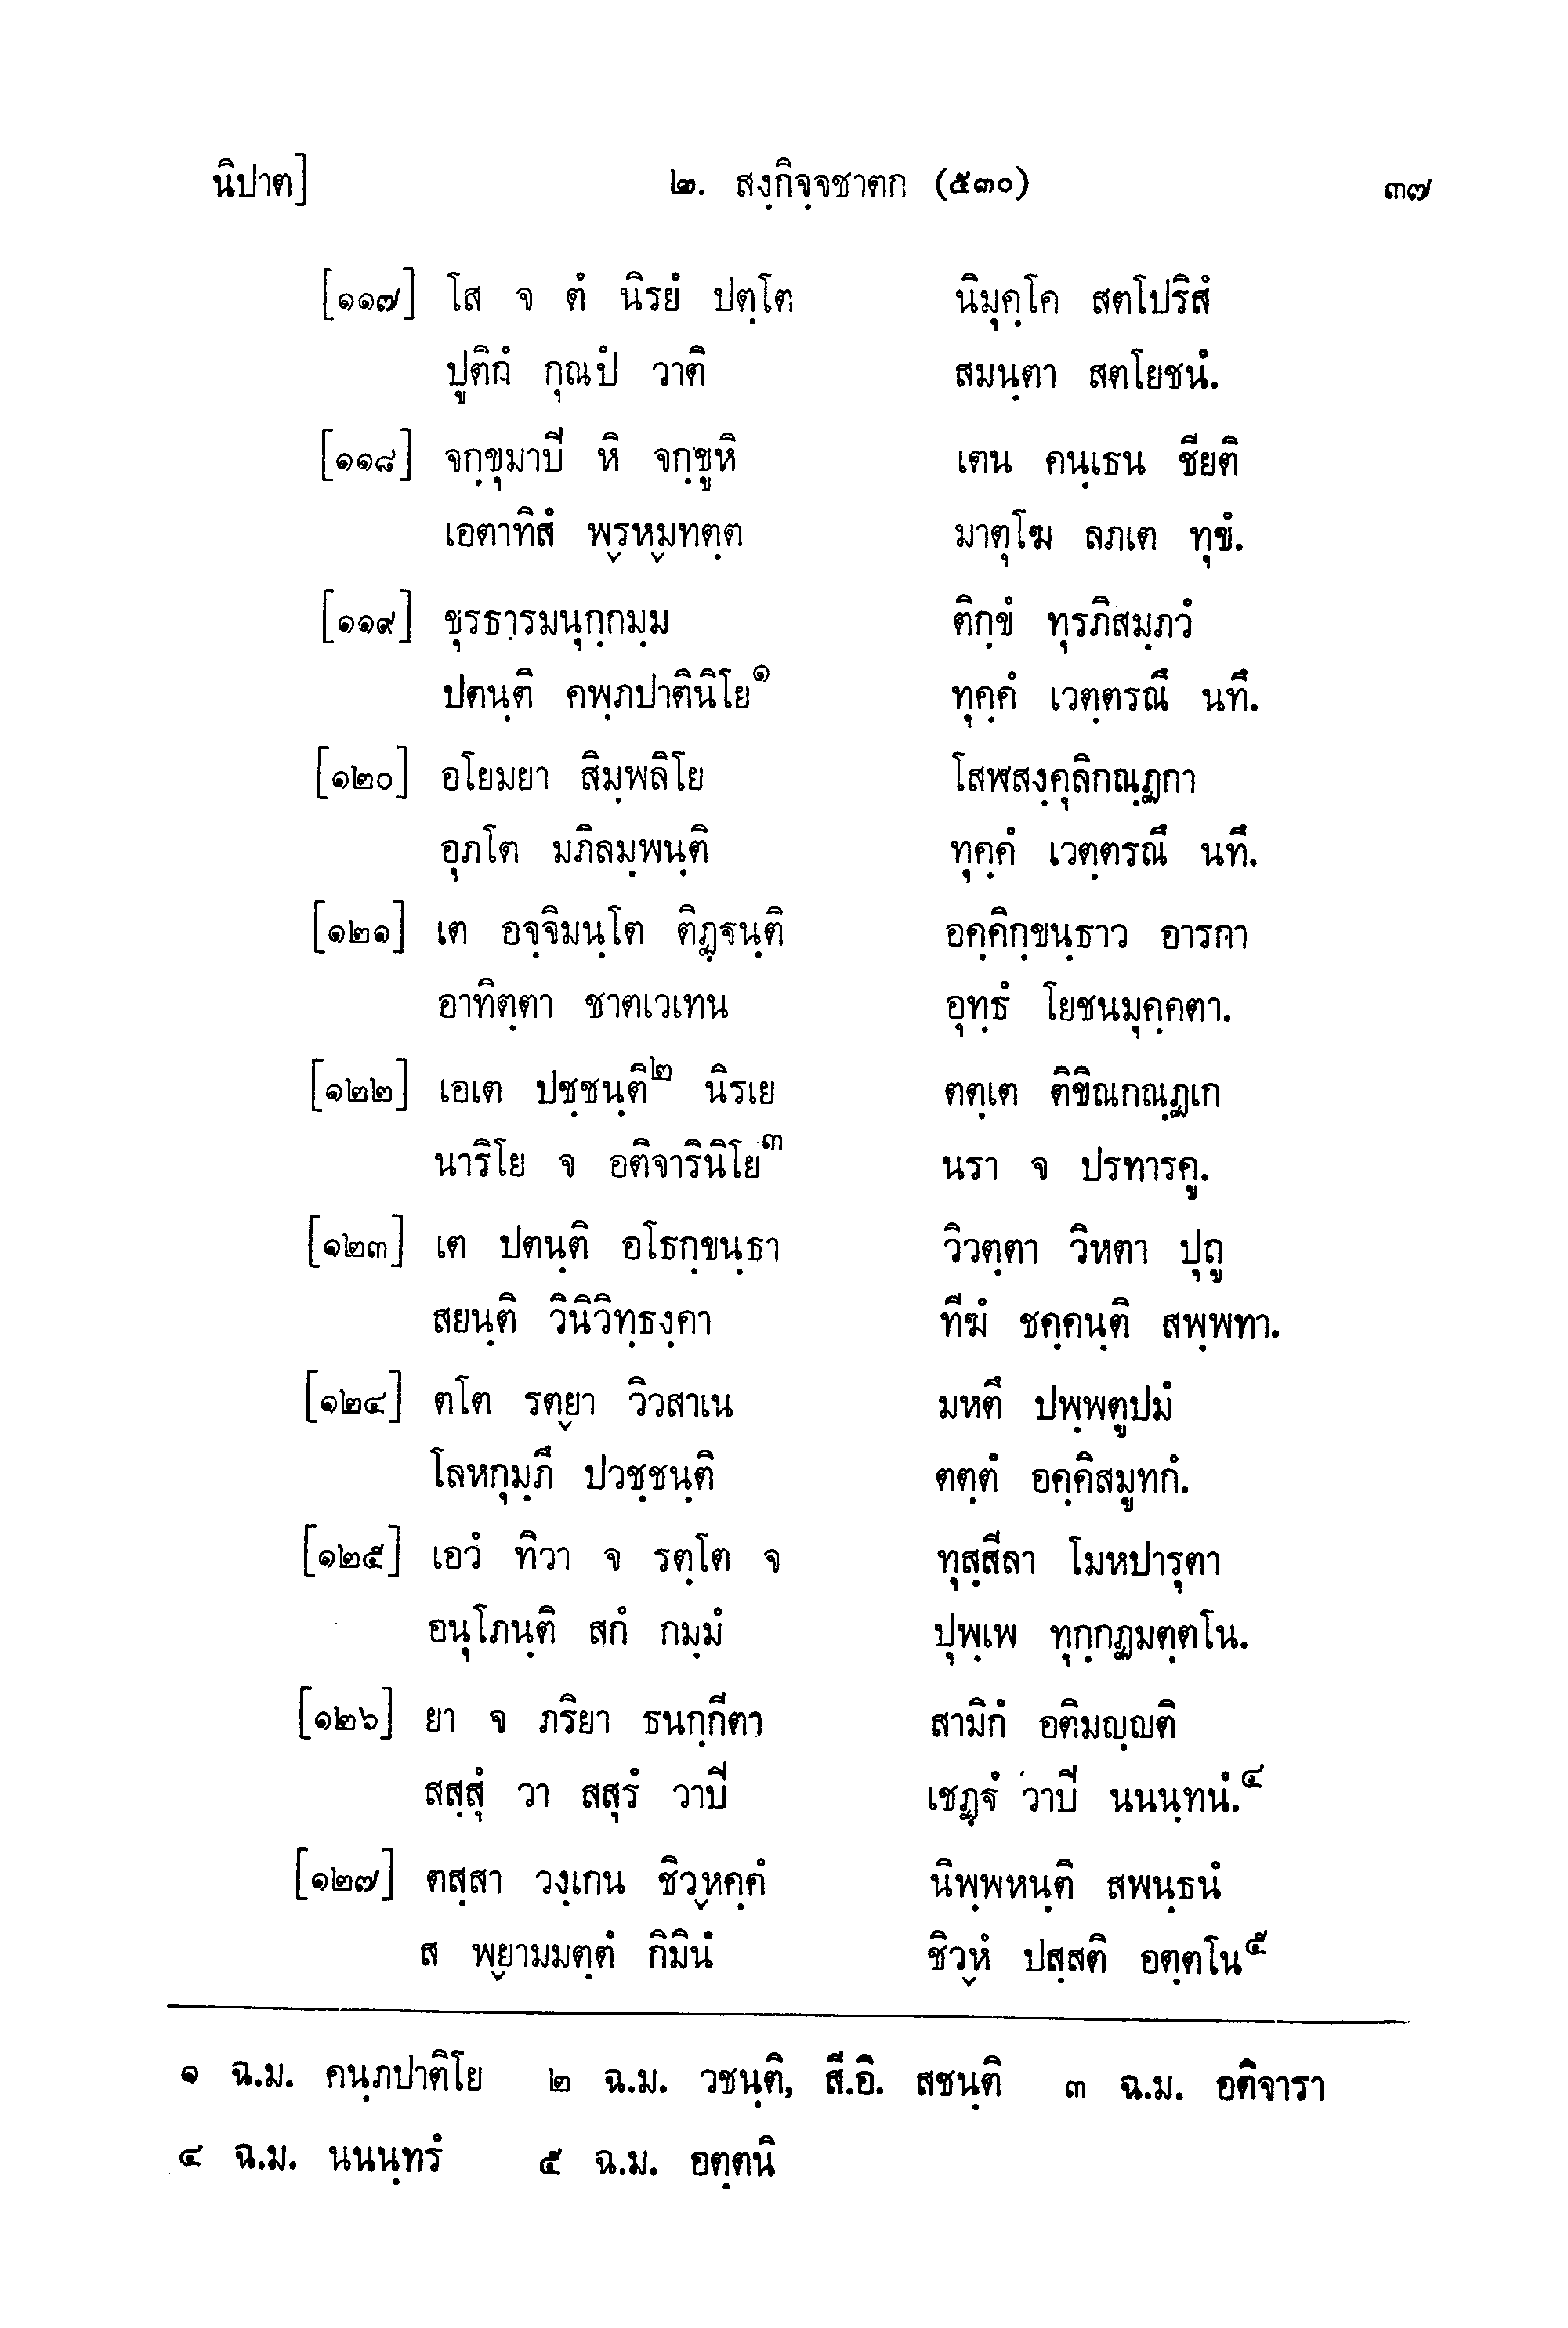 นิปาต] ๒. สงฺกิจฺจชาตก (๕๓๐) ๓๗
[๑๑๗] โส จ ตํ นิรยํ ปตฺโต นิมุคฺโค สตโปริสํ
ปูติกํ กุณปํ วาติ สมนฺตา สตโยชนํ.
[๑๑๘] จกฺขุมาปิ หิ จกฺขูหิ เตน คนฺเธน ชียติ
เอตาทิสํ พฺรหฺมทตฺต มาตุโฆ ลภเต ทุขํ.
[๑๑๙] ขุรธารมนุกฺกมฺม ติกฺขํ ทุรภิสมฺภวํ
ปตนฺติ คพฺภปาตินิโย๑ ทุคฺคํ เวตฺตรณึ นทึ.
[๑๒๐] อโยมยา สิมฺพลิโย โสฬสงฺคุลิกณฺฏกา
อุภโต มภิลมฺพนฺติ ทุคฺคํ เวตฺตรณึ นทึ.
[๑๒๑] เต อจฺจิมนฺโต ติฏฺฐนฺติ อคฺคิกฺขนฺธาว อารกา
อาทิตฺตา ชาตเวเทน อุทฺธํ โยชนมุคฺคตา.
[๑๒๒] เอเต ปชฺชนฺติ๒ นิรเย ตตฺเต ติขิณกณฺฏเก
นาริโย จ อติจารินิโย๓ นรา จ ปรทารคู.
[๑๒๓] เต ปตนฺติ อโธกฺขนฺธา วิวตฺตา วิหตา ปุถู
สยนฺติ วินิวิทฺธงฺคา ทีฆํ ชคฺคนฺติ สพฺพทา.
[๑๒๔] ตโต รตฺยา วิวสาเน มหตึ ปพฺพตูปมํ
โลหกุมฺภึ ปวชฺชนฺติ ตตฺตํ อคฺคิสมูทกํ.
[๑๒๕] เอวํ ทิวา จ รตฺโต จ ทุสฺสีลา โมหปารุตา
อนุโภนฺติ สกํ กมฺมํ ปุพฺเพ ทุกฺกฏมตฺตโน.
[๑๒๖] ยา จ ภริยา ธนกฺกีตา สามิกํ อติมญฺญติ
สสฺสุํ วา สสุรํ วาปิ เชฏฺฐํ วาปิ นนนฺทนํ.๔
[๑๒๗] ตสฺสา วงฺเกน ชิวฺหคฺคํ นิพฺพหนฺติ สพนฺธนํ
ส พฺยามมตฺตํ กิมินํ ชิวฺหํ ปสฺสติ อตฺตโน๕
๑ ฉ.ม. คนฺภปาติโย ๒ ฉ.ม. วชนฺติ, สี.อิ. สชนฺติ ๓ ฉ.ม. อติจารา
๔ ฉ.ม. นนนฺทรํ ๕ ฉ.ม. อตฺตนิ